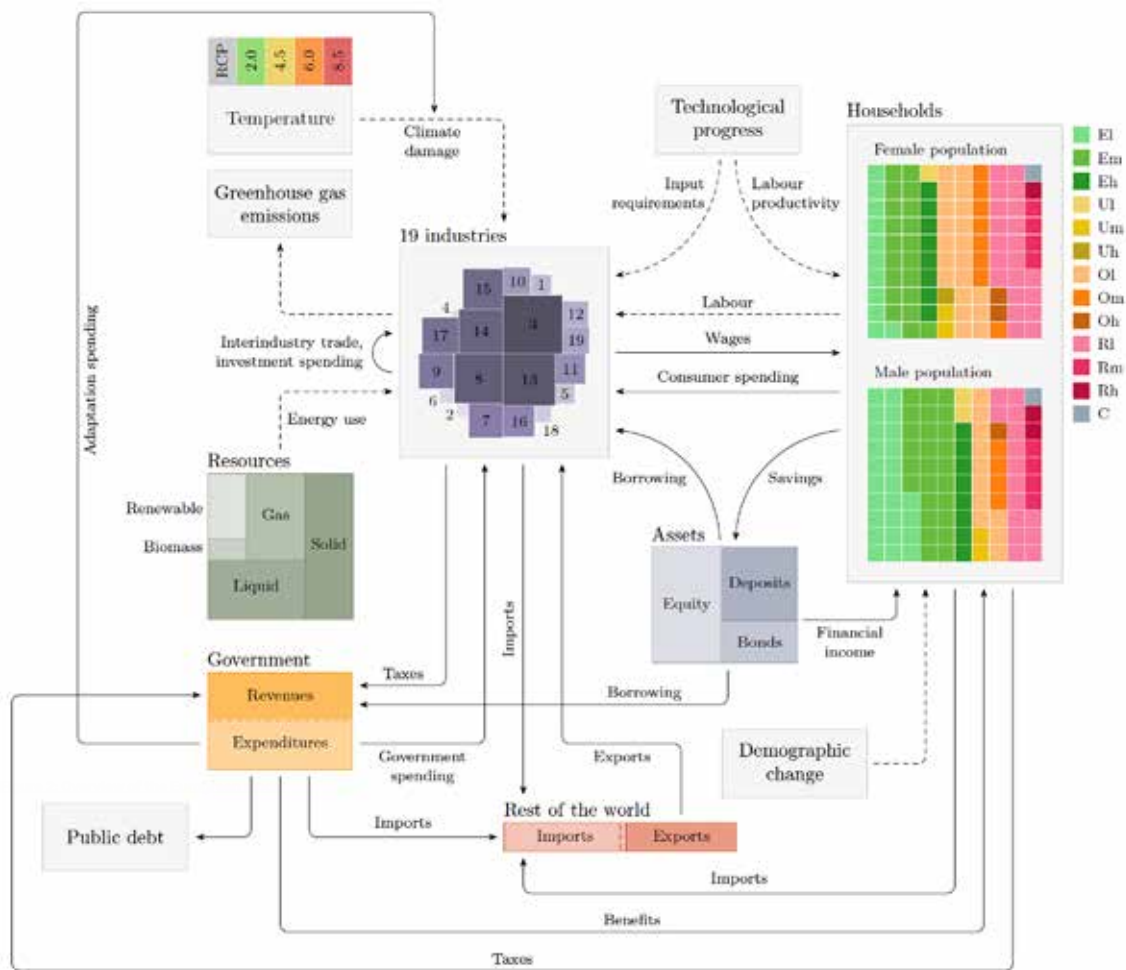 RCP
2.0
4.5
6.0
8.5
Temperature
Climate
damage
Greenhouse gas
emissions
Technological
progress
Input
requirements
Labour
productivity
Adaptation spending
19 industries
15
10
1
4
3
12
17
14
19
9
8
13
11
6
5
2
7
16
18
Interindustry trade,
investment spending
Energy use
Labour
Wages
Consumer spending
Households
Female population
Male population
El
Em
Eh
Ul
Um
Uh
Ol
Om
Oh
Rl
Rm
Rh
C
Resources
Renewable
Gas
Biomass
Solid
Liquid
Borrowing
Savings
Assets
Equity
Deposits
Bonds
Financial
income
Imports
Government
Taxes
Revenues
Borrowing
Expenditures
Government
spending
Exports
Demographic
change
Public debt
Imports
Rest of the world
Imports
Exports
Imports
Benefits
Taxes